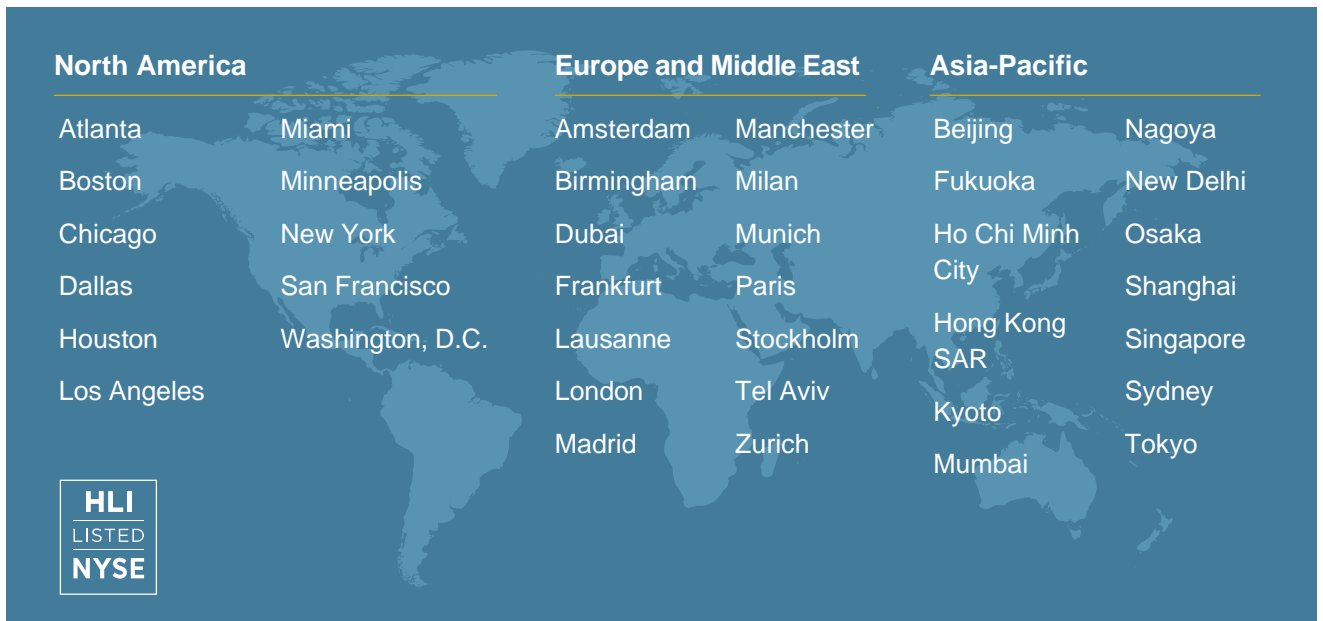 North America
Atlanta
Boston
Chicago
Dallas
Houston
Los Angeles
Miami
Minneapolis
New York
San Francisco
Washington, D.C.
Europe and Middle East
Amsterdam
Birmingham
Dubai
Frankfurt
Lausanne
London
Madrid
Manchester
Milan
Munich
Paris
Stockholm
Tel Aviv
Zurich
Asia-Pacific
Beijing
Fukuoka
Ho Chi Minh
City
Hong Kong
SAR
Kyoto
Mumbai
Nagoya
New Delhi
Osaka
Shanghai
Singapore
Sydney
Tokyo
HLI
LISTED
NYSE